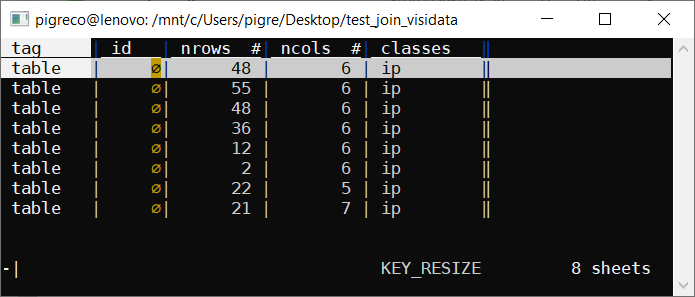 pigreco@lenovo: /mnt/c/Users/pigre/Desktop/test_join_visidata
tag | id | nrows #| ncols #| classes ‖
table | ∅| 48 | 6 | ip ‖
table | ∅| 55 | 6 | ip ‖
table | ∅| 48 | 6 | ip ‖
table | ∅| 36 | 6 | ip ‖
table | ∅| 12 | 6 | ip ‖
table | ∅| 2 | 6 | ip ‖
table | ∅| 22 | 5 | ip ‖
table | ∅| 21 | 7 | ip ‖
-| KEY_RESIZE 8 sheets